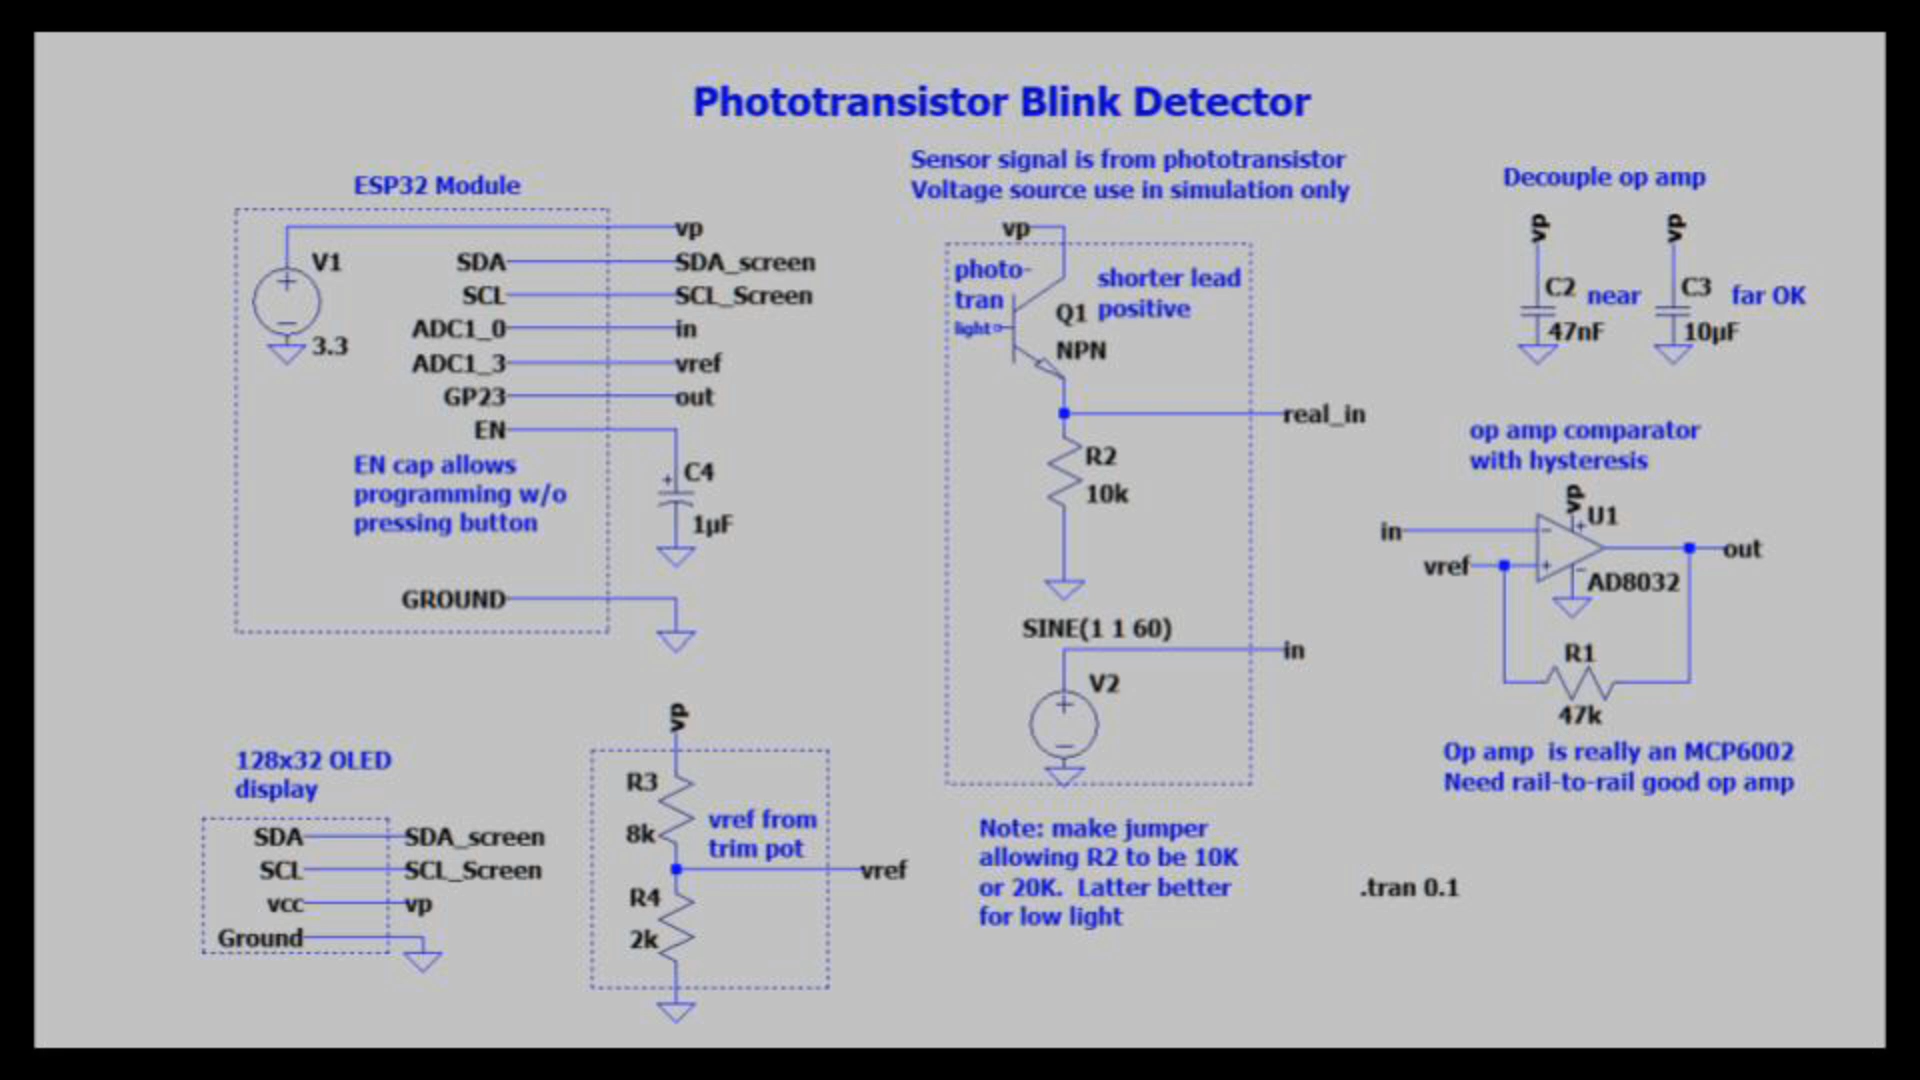 Phototransistor Blink Detector
ESP32 Module
vp
V1
3.3
SDA
SDA_screen
SCL
SCL_Screen
ADC1_0
in
ADC1_3
vref
GP23
out
EN
EN cap allows
programming w/o
pressing button
C4
1µF
GROUND
Sensor signal is from phototransistor
Voltage source use in simulation only
vp
photo-
tran
light
shorter lead
positive
Q1
NPN
real_in
R2
10k
SINE(1 1 60)
in
V2
Decouple op amp
vp
vp
C2
near
47nF
C3
far OK
10µF
op amp comparator
with hysteresis
vp
U1
in
vref
out
AD8032
R1
47k
Op amp is really an MCP6002
Need rail-to-rail good op amp
128x32 OLED
display
SDA
SDA_screen
SCL
SCL_Screen
vcc
vp
Ground
vp
R3
8k
vref from
trim pot
vref
R4
2k
Note: make jumper
allowing R2 to be 10K
or 20K. Latter better
for low light
.tran 0.1